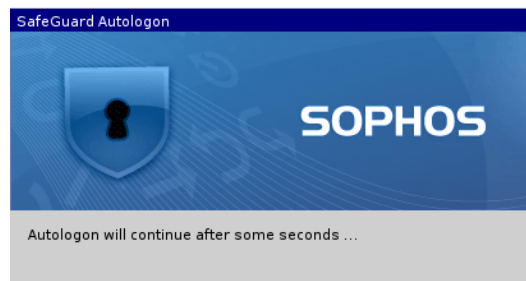 SafeGuard Autologon
SOPHOS
Autologon will continue after some seconds ...